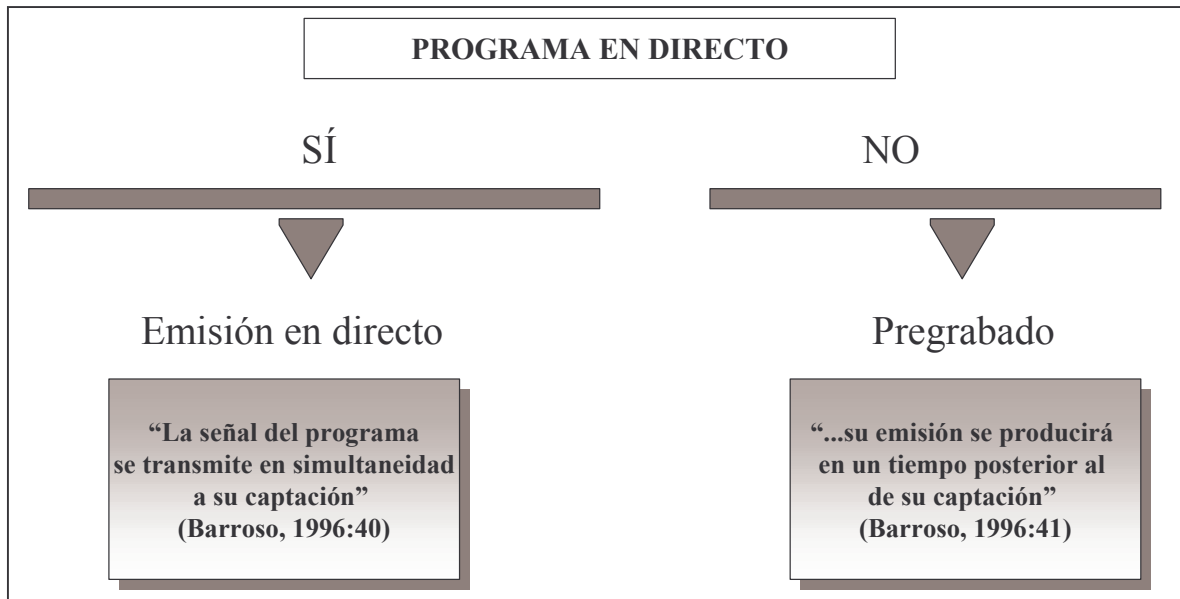 PROGRAMA EN DIRECTO
SÍ
NO
Emisión en directo
Pregrabado
“La señal del programa
se transmite en simultaneidad
a su captación”
(Barroso, 1996:40)
“...su emisión se producirá
en un tiempo posterior al
de su captación”
(Barroso, 1996:41)